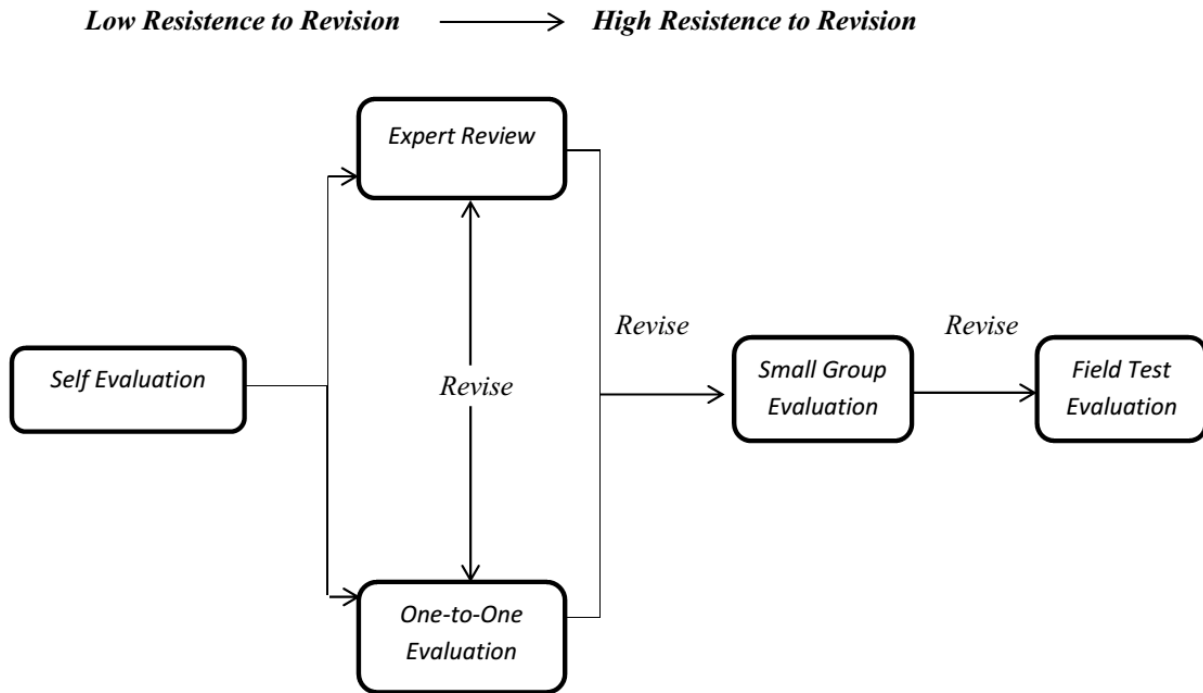 Low Resistence to Revision
High Resistence to Revision
Expert Review
Revise
Revise
Self Evaluation
Revise
Small Group
Evaluation
Field Test
Evaluation
One-to-One
Evaluation